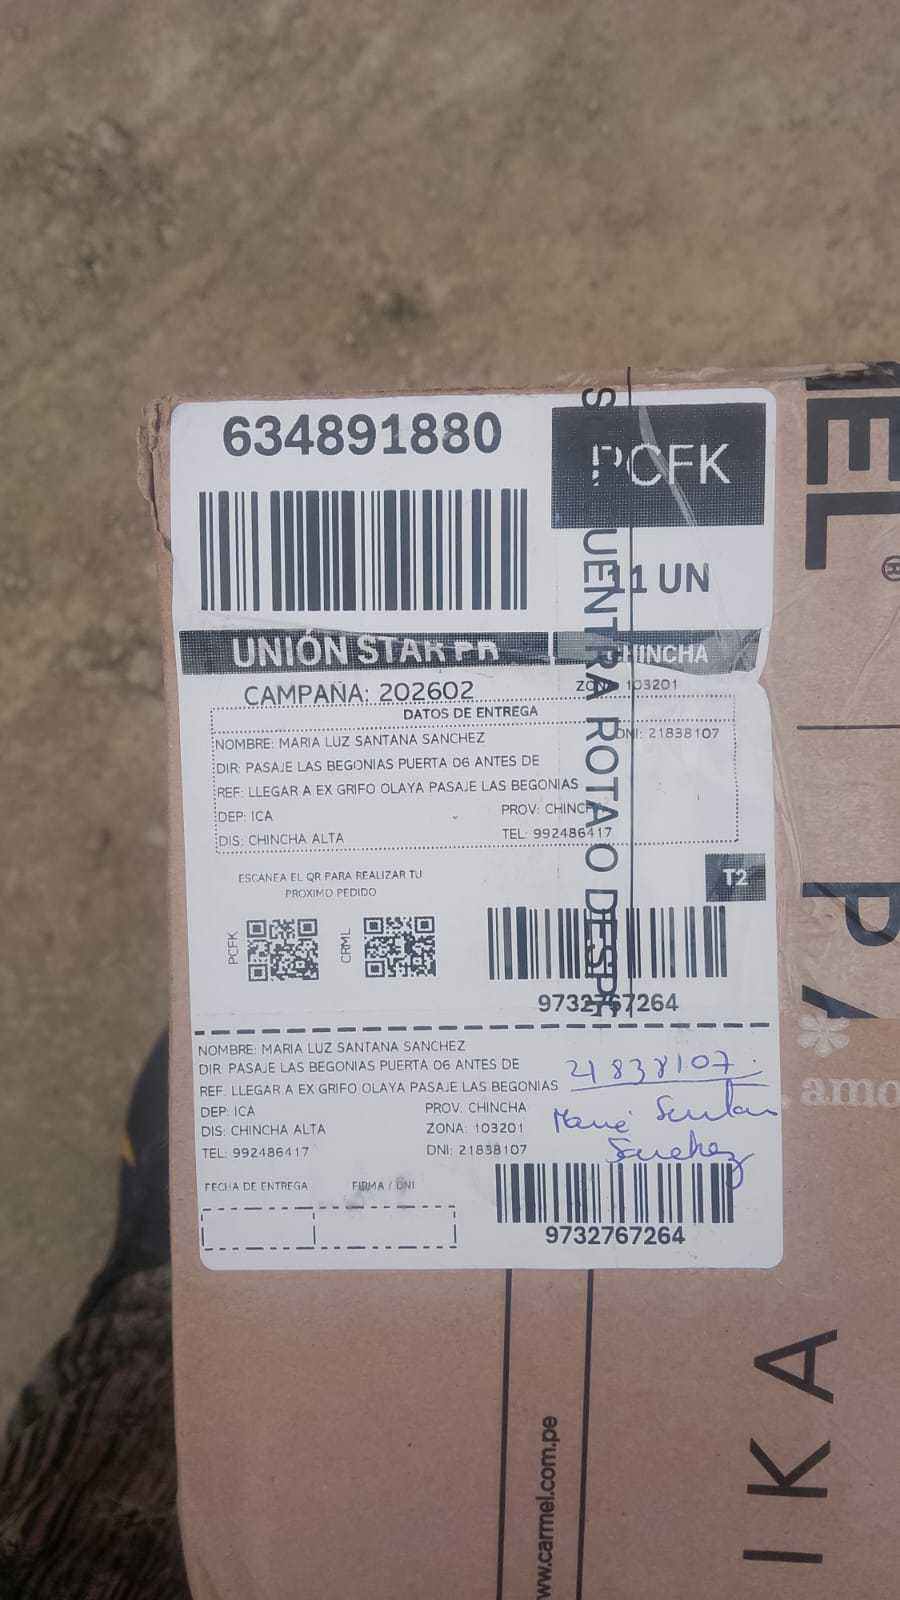 634891880
PCFK
11 UN
UNIÓN STAR PR
CHINCHA
CAMPAÑA: 202602
ZONA: 103201
DATOS DE ENTREGA
NOMBRE: MARIA LUZ SANTANA SANCHEZ
DNI: 21838107
DIR: PASAJE LAS BEGONIAS PUERTA 06 ANTES DE
REF: LLEGAR A EX GRIFO OLAYA PASAJE LAS BEGONIAS
DEP: ICA
PROV: CHINCHA
DIS: CHINCHA ALTA
TEL: 992486417
ESCANEA EL QR PARA REALIZAR TU
PROXIMO PEDIDO
T2
PCFK
CRML
9732767264
NOMBRE: MARIA LUZ SANTANA SANCHEZ
DIR: PASAJE LAS BEGONIAS PUERTA 06 ANTES DE
REF: LLEGAR A EX GRIFO OLAYA PASAJE LAS BEGONIAS
DEP: ICA
PROV: CHINCHA
DIS: CHINCHA ALTA
ZONA: 103201
TEL: 992486417
DNI: 21838107
21838107
FECHA DE ENTREGA
FIRMA / DNI
9732767264
UENTRA ROTA O DESPE
MEL®
amo
IKA
ww.carmel.com.pe